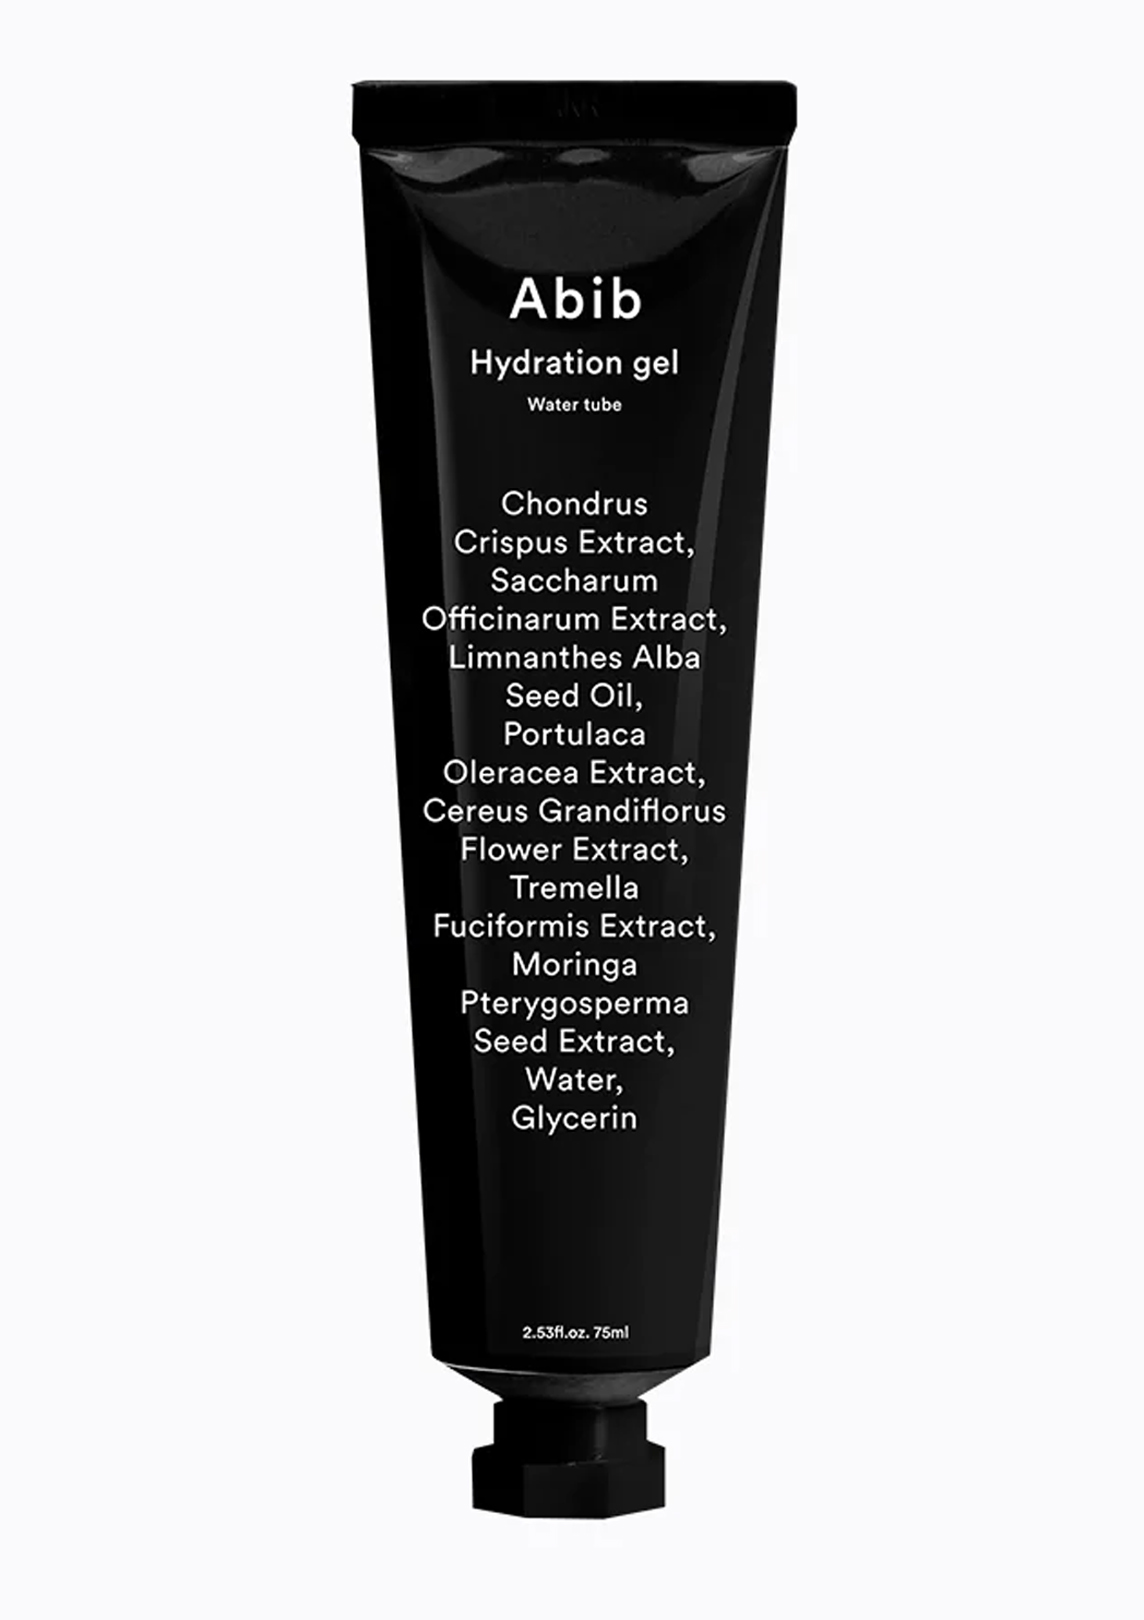 Abib
Hydration gel
Water tube
Chondrus
Crispus Extract,
Saccharum
Officinarum Extract,
Limnanthes Alba
Seed Oil,
Portulaca
Oleracea Extract,
Cereus Grandiflorus
Flower Extract,
Tremella
Fuciformis Extract,
Moringa
Pterygosperma
Seed Extract,
Water,
Glycerin
2.53fl.oz. 75ml